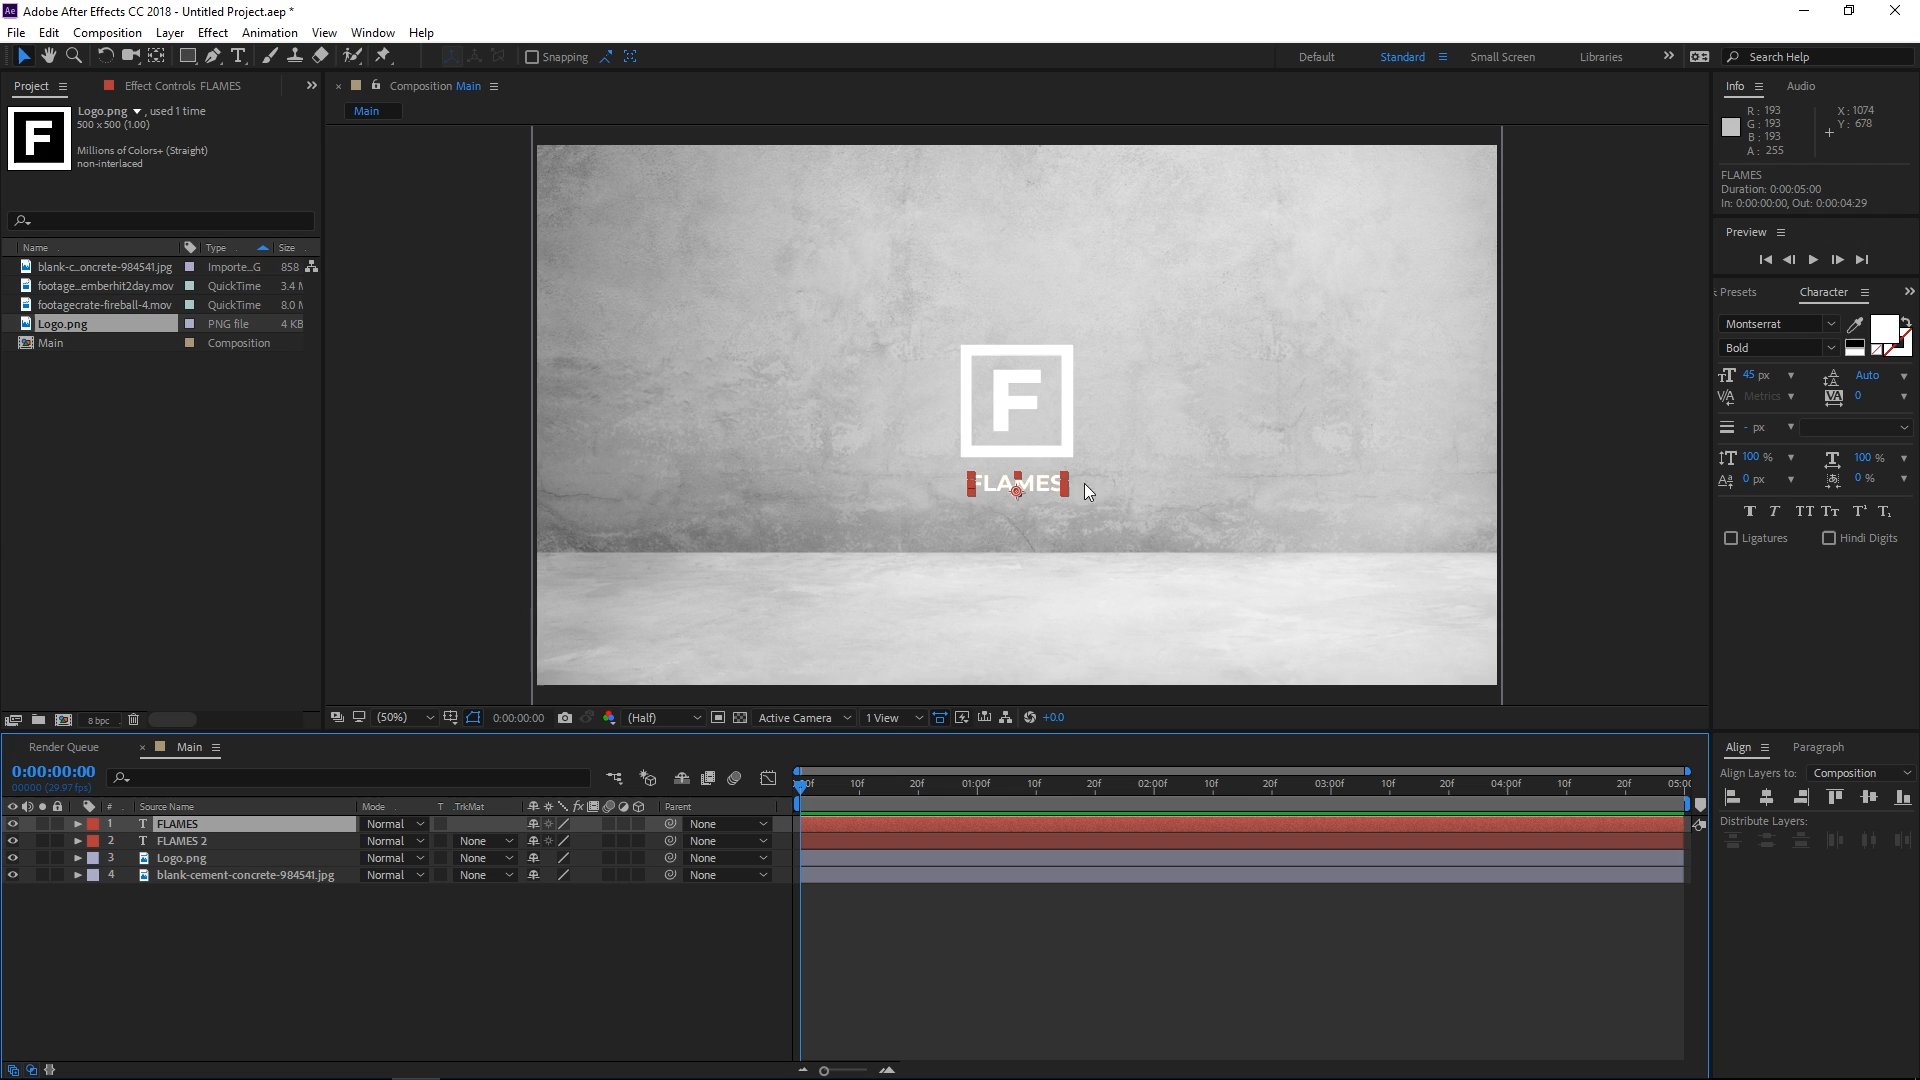 Adobe After Effects CC 2018 - Untitled Project.aep *
File Edit Composition Layer Effect Animation View Window Help
Snapping
Default Standard Small Screen Libraries Search Help
Project Effect Controls FLAMES
Logo.png , used 1 time
500 x 500 (1.00)
Millions of Colors+ (Straight)
non-interlaced
Name Type Size
blank-c...oncrete-984541.jpg Importe...G 858
footage...emberhit2day.mov QuickTime 3.4 M
footagecrate-fireball-4.mov QuickTime 8.0 M
Logo.png PNG file 4 KB
Main Composition
8 bpc
Composition Main
Main
F
FLAMES
(50%) 0:00:00:00 (Half) Active Camera 1 View +0.0
Info Audio
R: 193 X: 1074
G: 193 Y: 678
B: 193
A: 255
FLAMES
Duration: 0:00:05:00
In: 0:00:00:00, Out: 0:00:04:29
Preview
Presets Character
Montserrat
Bold
45 px Auto
Metrics 0
- px
100 % 100 %
0 px 0 %
Ligatures Hindi Digits
Render Queue Main
0:00:00:00
00000 (29.97 fps)
:00f 10f 20f 01:00f 10f 20f 02:00f 10f 20f 03:00f 10f 20f 04:00f 10f 20f 05:00
# Source Name Mode T .TrkMat fx Parent
1 T FLAMES Normal None
2 T FLAMES 2 Normal None None
3 Logo.png Normal None None
4 blank-cement-concrete-984541.jpg Normal None None
Align Paragraph
Align Layers to: Composition
Distribute Layers: